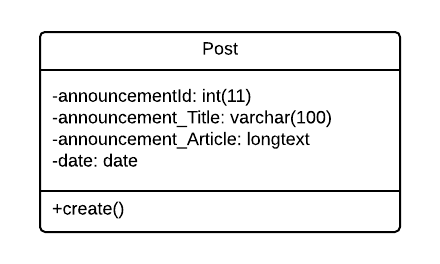 Post
-announcementId: int(11)
-announcement_Title: varchar(100)
-announcement_Article: longtext
-date: date
+create()